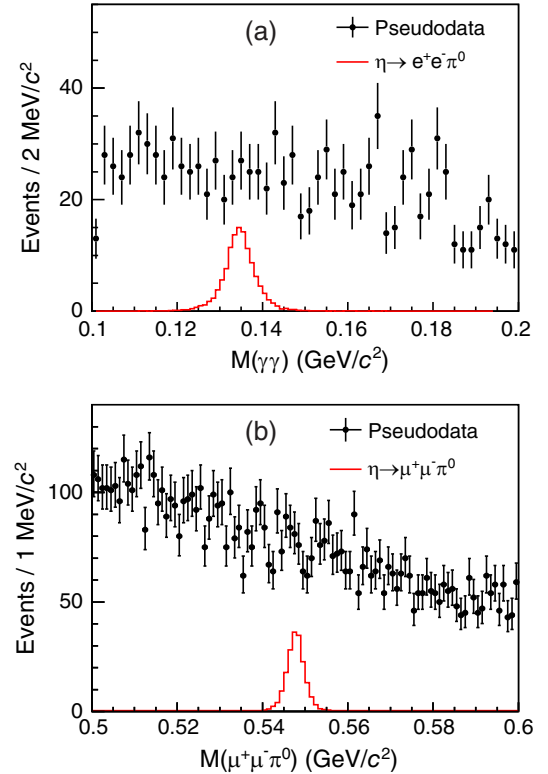 (a)
Pseudodata
η→ e⁺e⁻π⁰
Events / 2 MeV/c²
40
20
0
0.1 0.12 0.14 0.16 0.18 0.2
M(γγ) (GeV/c²)
(b)
Pseudodata
η→μ⁺μ⁻π⁰
Events / 1 MeV/c²
100
50
0
0.5 0.52 0.54 0.56 0.58 0.6
M(μ⁺μ⁻π⁰) (GeV/c²)